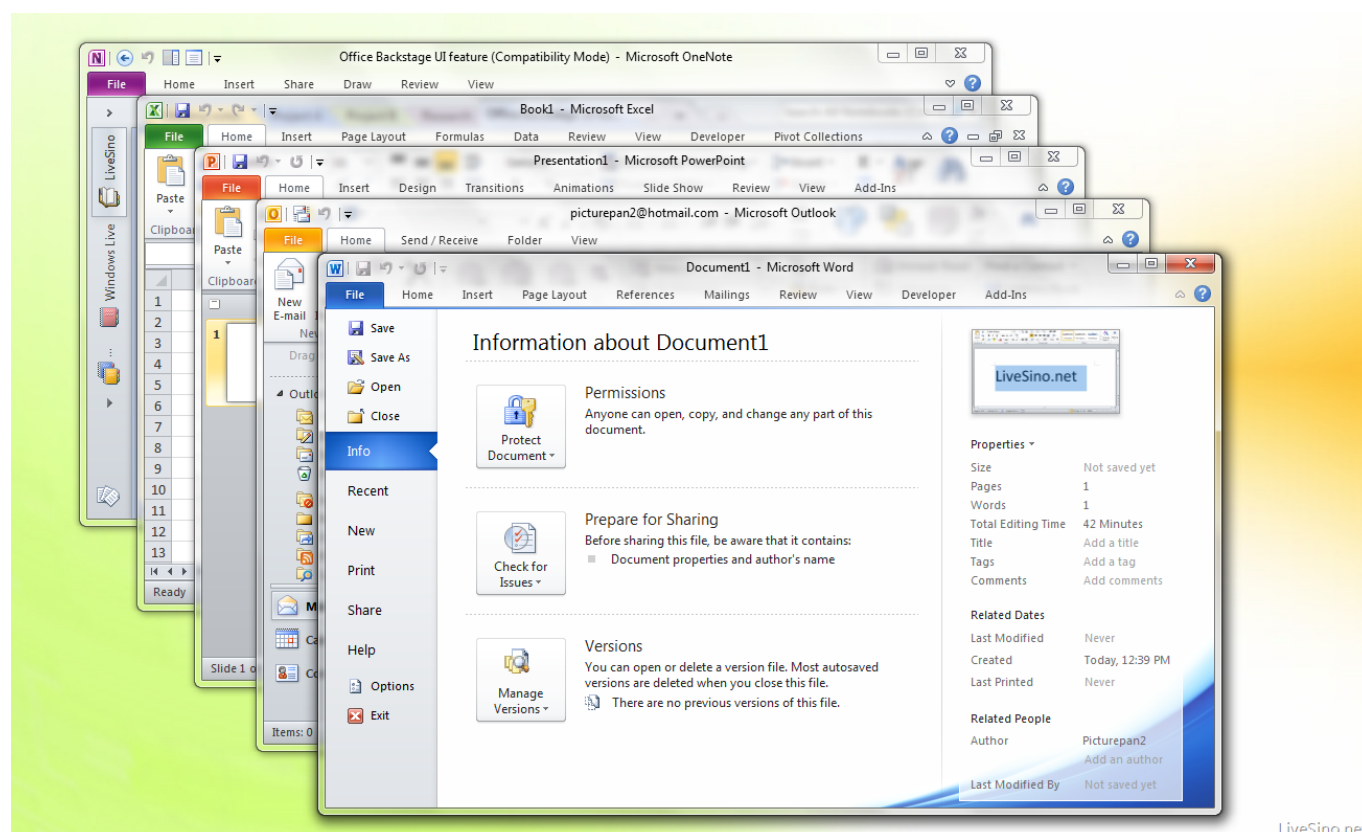 Office Backstage UI feature (Compatibility Mode) - Microsoft OneNote
File Home Insert Share Draw Review View
LiveSino
Windows Live
Book1 - Microsoft Excel
File Home Insert Page Layout Formulas Data Review View Developer Pivot Collections
Paste
1
2
3
4
5
6
7
8
9
10
11
12
13
Ready
Presentation1 - Microsoft PowerPoint
File Home Insert Design Transitions Animations Slide Show Review View Add-Ins
Paste
1
Slide 1
picturepan2@hotmail.com - Microsoft Outlook
File Home Send / Receive Folder View
New
E-mail
Items: 0
Document1 - Microsoft Word
File Home Insert Page Layout References Mailings Review View Developer Add-Ins
Save
Save As
Open
Close
Info
Recent
New
Print
Share
Help
Options
Exit
Information about Document1
Protect
Document
Permissions
Anyone can open, copy, and change any part of this
document.
Check for
Issues
Prepare for Sharing
Before sharing this file, be aware that it contains:
Document properties and author's name
Manage
Versions
Versions
You can open or delete a version file. Most autosaved
versions are deleted when you close this file.
There are no previous versions of this file.
LiveSino.net
Properties
Size Not saved yet
Pages 1
Words 1
Total Editing Time 42 Minutes
Title Add a title
Tags Add a tag
Comments Add comments
Related Dates
Last Modified Never
Created Today, 12:39 PM
Last Printed Never
Related People
Author Picturepan2
Add an author
Last Modified By Not saved yet